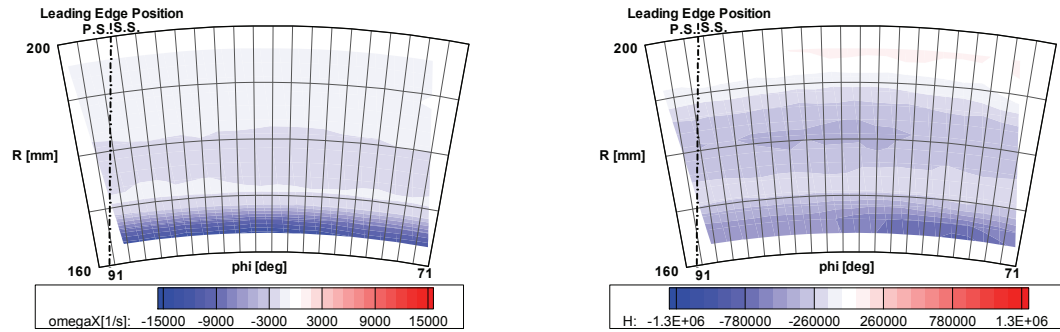 Leading Edge Position
P.S. S.S.
200
R [mm]
160
91
phi [deg]
71
omegaX[1/s]: -15000 -9000 -3000 3000 9000 15000
Leading Edge Position
P.S. S.S.
200
R [mm]
160
91
phi [deg]
71
H: -1.3E+06 -780000 -260000 260000 780000 1.3E+06